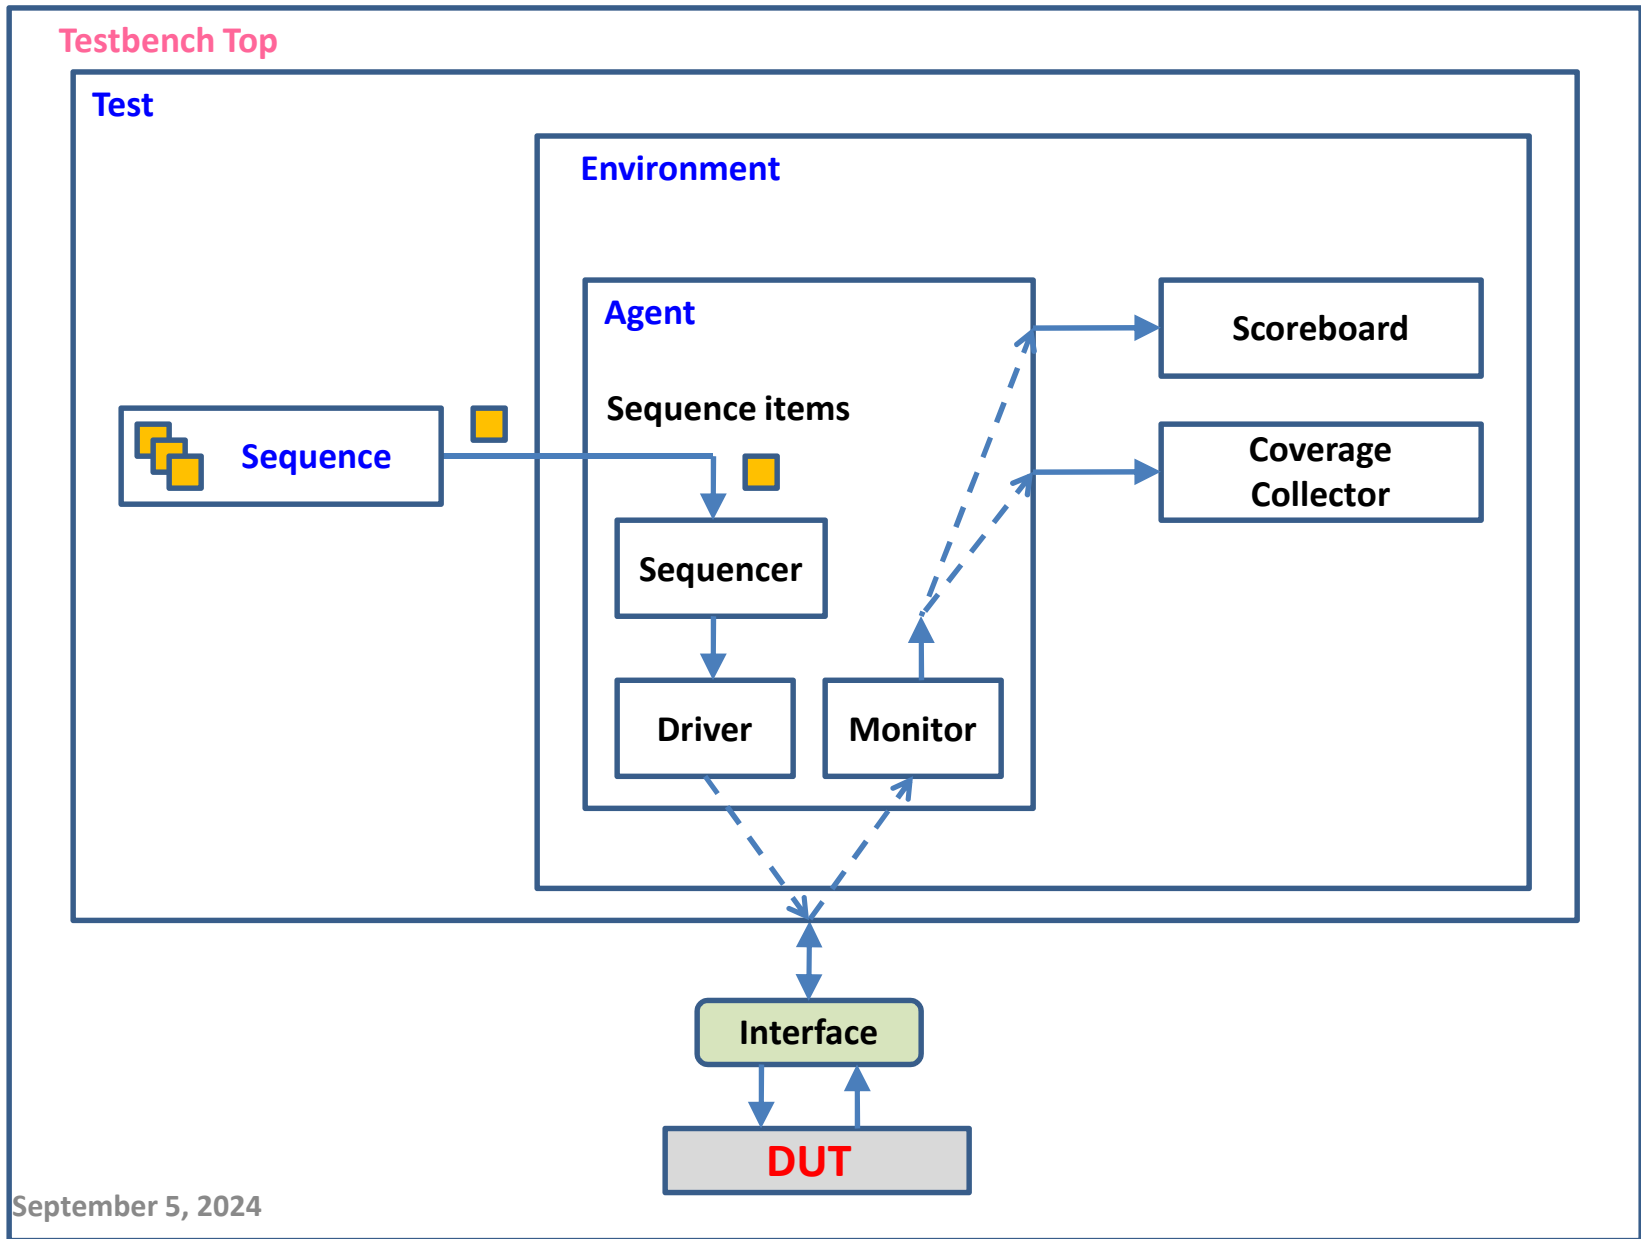 Testbench Top
Test
Environment
Agent
Scoreboard
Sequence items
Sequence
Coverage
Collector
Sequencer
Driver
Monitor
Interface
DUT
September 5, 2024